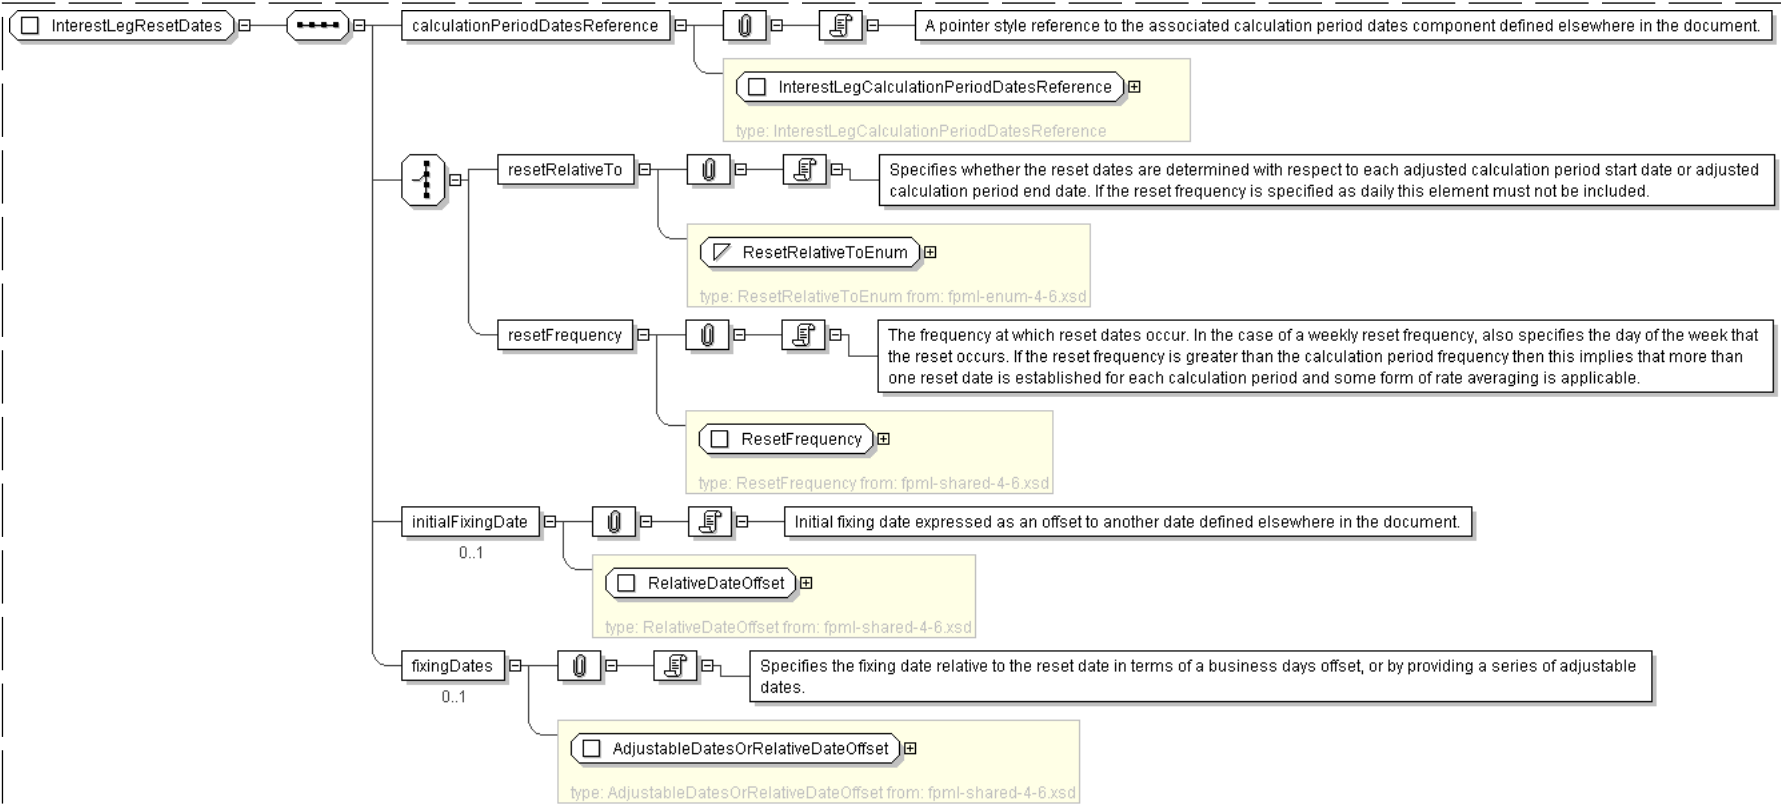 InterestLegResetDates
calculationPeriodDatesReference
A pointer style reference to the associated calculation period dates component defined elsewhere in the document.
InterestLegCalculationPeriodDatesReference
type: InterestLegCalculationPeriodDatesReference
resetRelativeTo
Specifies whether the reset dates are determined with respect to each adjusted calculation period start date or adjusted
calculation period end date. If the reset frequency is specified as daily this element must not be included.
ResetRelativeToEnum
type: ResetRelativeToEnum from: fpml-enum-4-6.xsd
resetFrequency
The frequency at which reset dates occur. In the case of a weekly reset frequency, also specifies the day of the week that
the reset occurs. If the reset frequency is greater than the calculation period frequency then this implies that more than
one reset date is established for each calculation period and some form of rate averaging is applicable.
ResetFrequency
type: ResetFrequency from: fpml-shared-4-6.xsd
initialFixingDate
Initial fixing date expressed as an offset to another date defined elsewhere in the document.
0..1
RelativeDateOffset
type: RelativeDateOffset from: fpml-shared-4-6.xsd
fixingDates
Specifies the fixing date relative to the reset date in terms of a business days offset, or by providing a series of adjustable
dates.
0..1
AdjustableDatesOrRelativeDateOffset
type: AdjustableDatesOrRelativeDateOffset from: fpml-shared-4-6.xsd